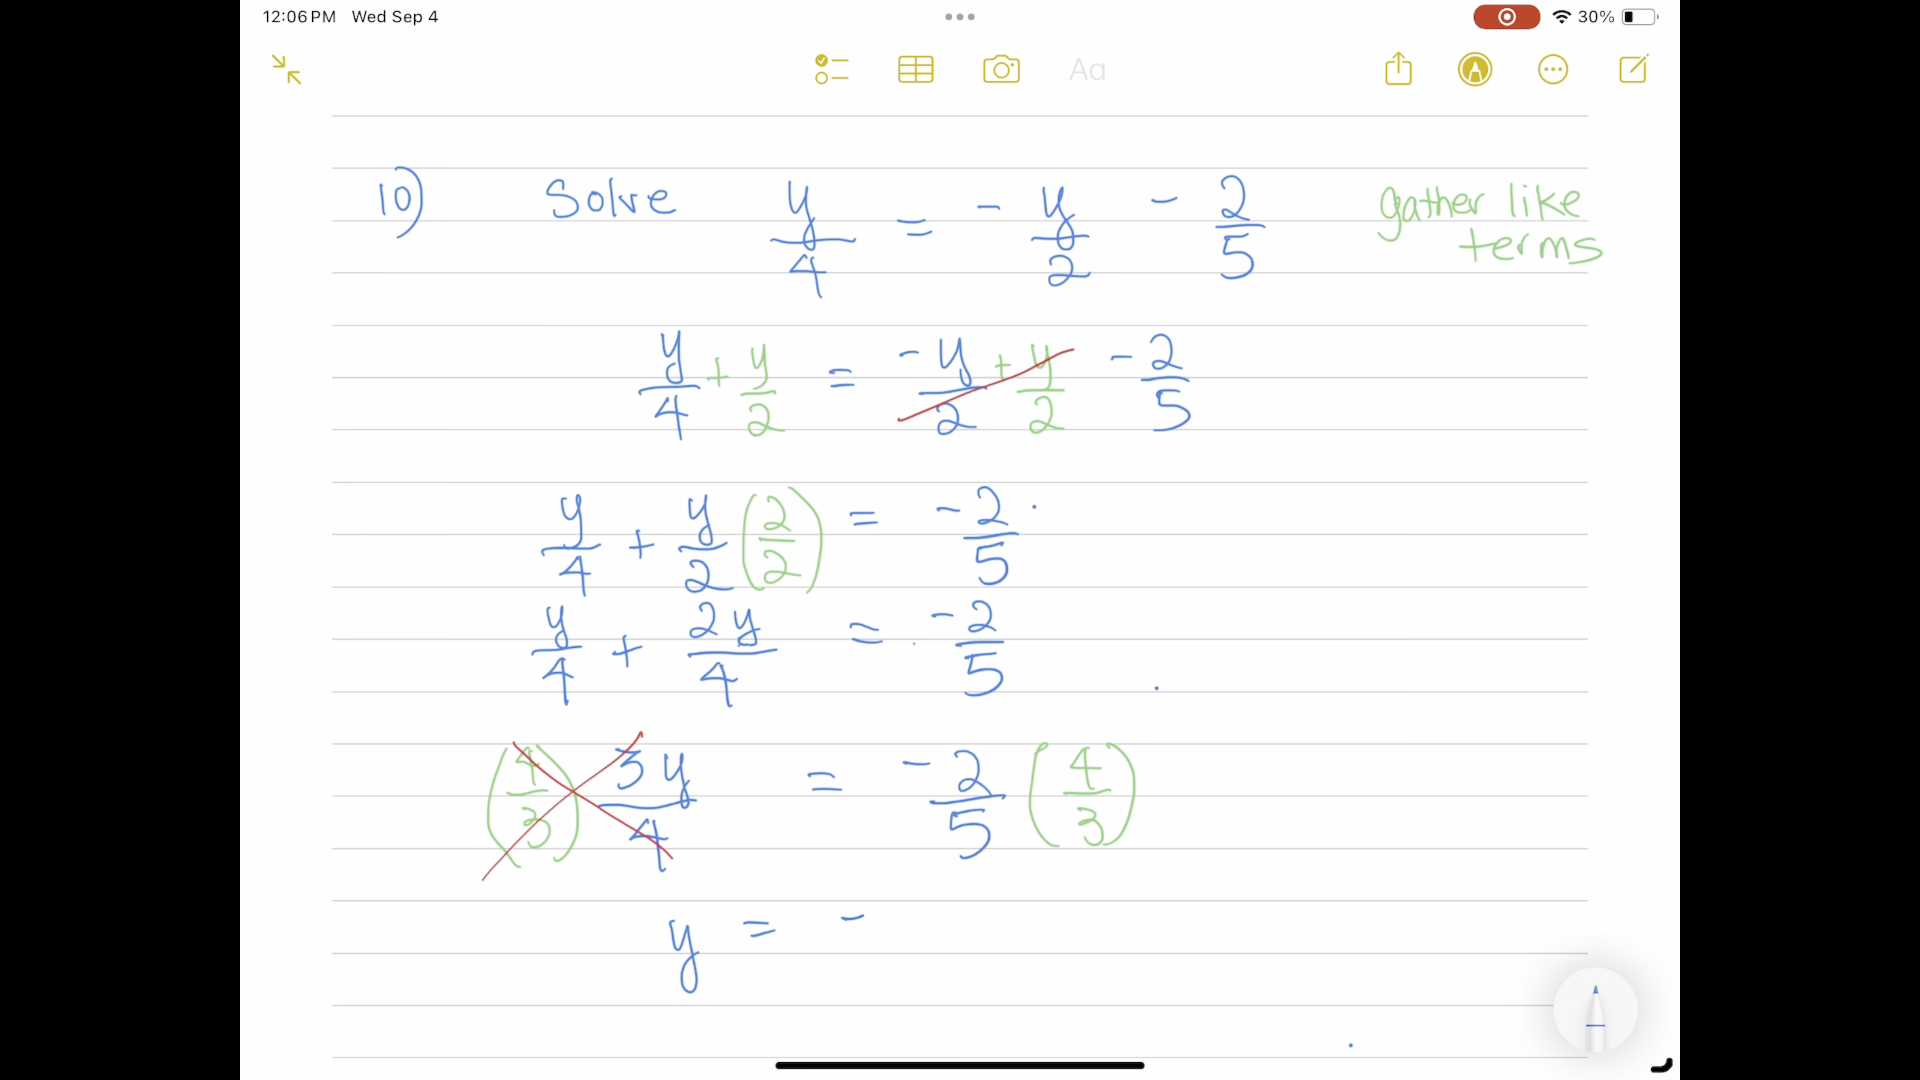 12:06 PM Wed Sep 4
30%
Aa
10) Solve y/4 = - y/2 - 2/5 gather like
terms
y/4 + y/2 = -y/2 + y/2 - 2/5
y/4 + y/2 (2/2) = -2/5
y/4 + 2y/4 = -2/5
(4/3) 3y/4 = -2/5 (4/3)
y = -